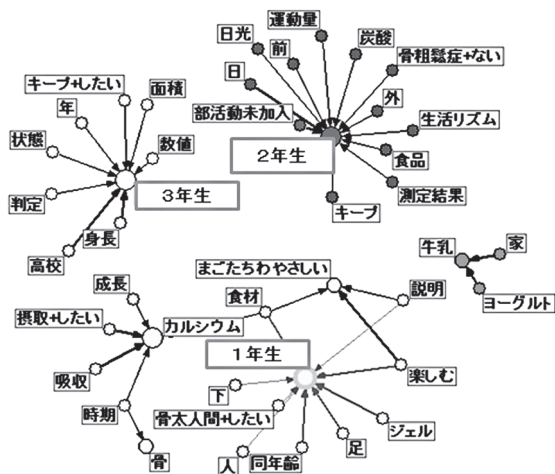 運動量
日光
炭酸
前
骨粗鬆症+ない
日
キープ+したい
面積
外
年
部活動未加入
生活リズム
状態
数値
2年生
食品
判定
3年生
測定結果
身長
キープ
高校
牛乳
家
まごたちわやさしい
成長
食材
説明
ヨーグルト
摂取+したい
カルシウム
1年生
吸収
楽しむ
下
時期
骨太人間+したい
ジェル
骨
人
同年齢
足